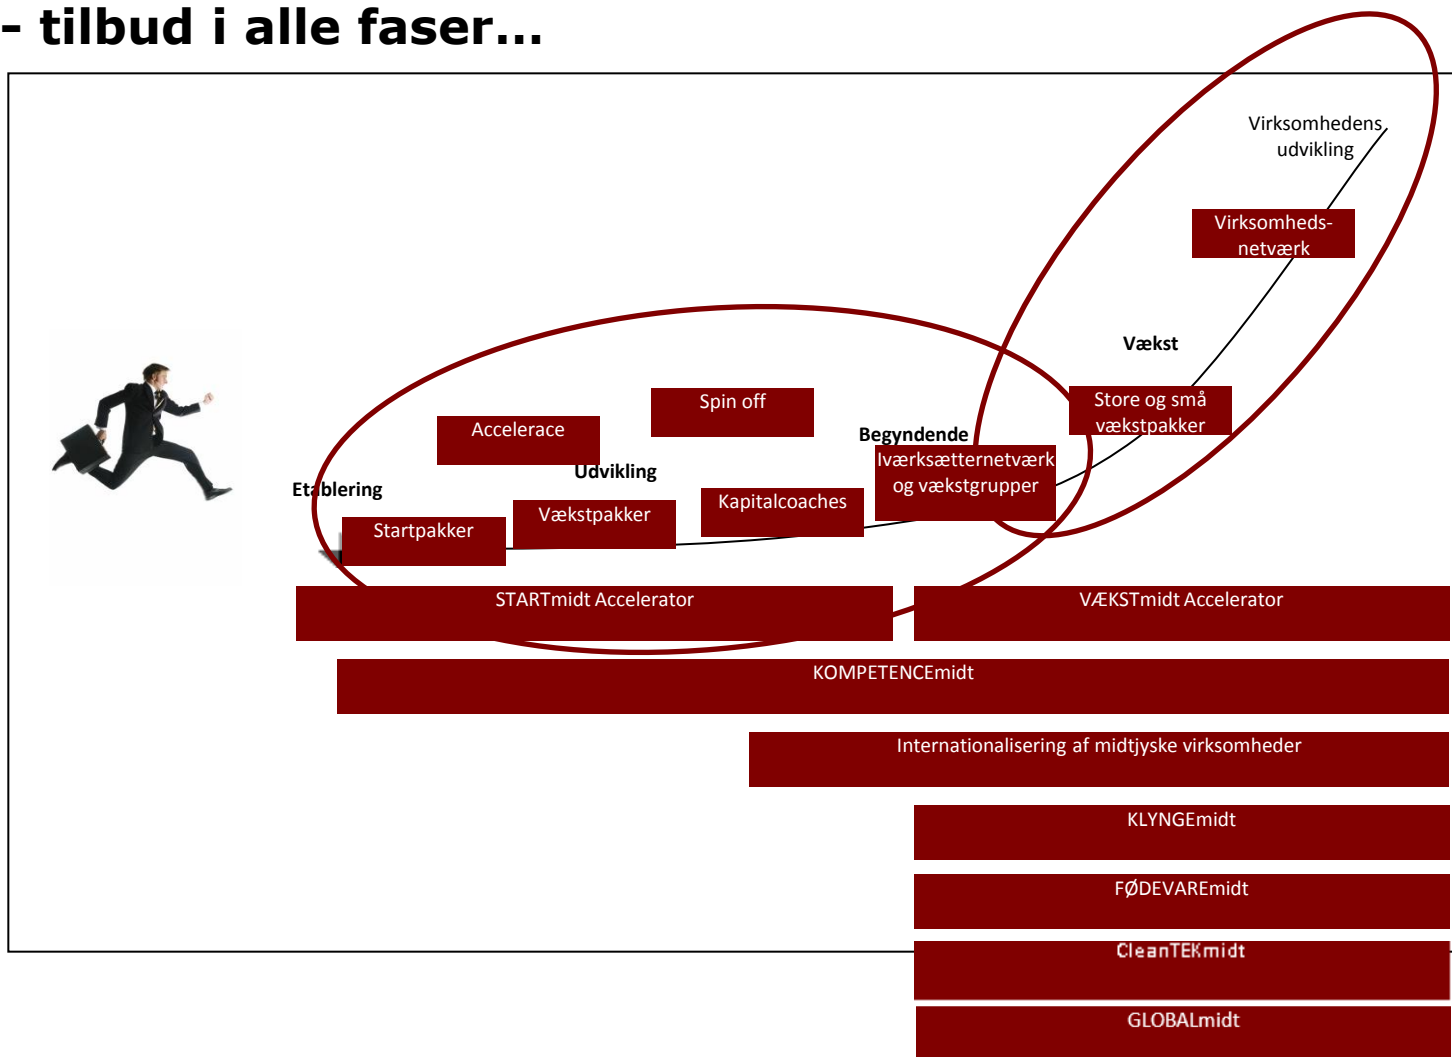 - tilbud i alle faser...
Virksomhedens
udvikling
Virksomheds-
netværk
Vækst
Store og små
vækstpakker
Spin off
Accelerace
Begyndende
Iværksætternetværk
og vækstgrupper
Udvikling
Etablering
Kapitalcoaches
Vækstpakker
Startpakker
STARTmidt Accelerator
VÆKSTmidt Accelerator
KOMPETENCEmidt
Internationalisering af midtjyske virksomheder
KLYNGEmidt
FØDEVAREmidt
CleanTEKmidt
GLOBALmidt